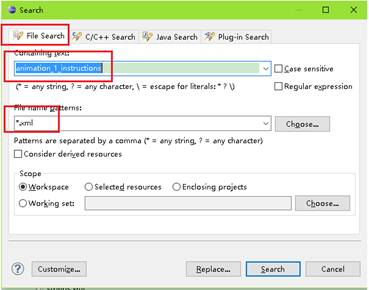 Search
File Search C/C++ Search Java Search Plug-in Search
Containing text:
animation_1_instructions
Case sensitive
(* = any string, ? = any character, \ = escape for literals: * ? \)
Regular expression
File name patterns:
*.xml
Choose...
Patterns are separated by a comma (* = any string, ? = any character)
Consider derived resources
Scope
Workspace Selected resources Enclosing projects
Working set: Choose...
Customize... Replace... Search Cancel